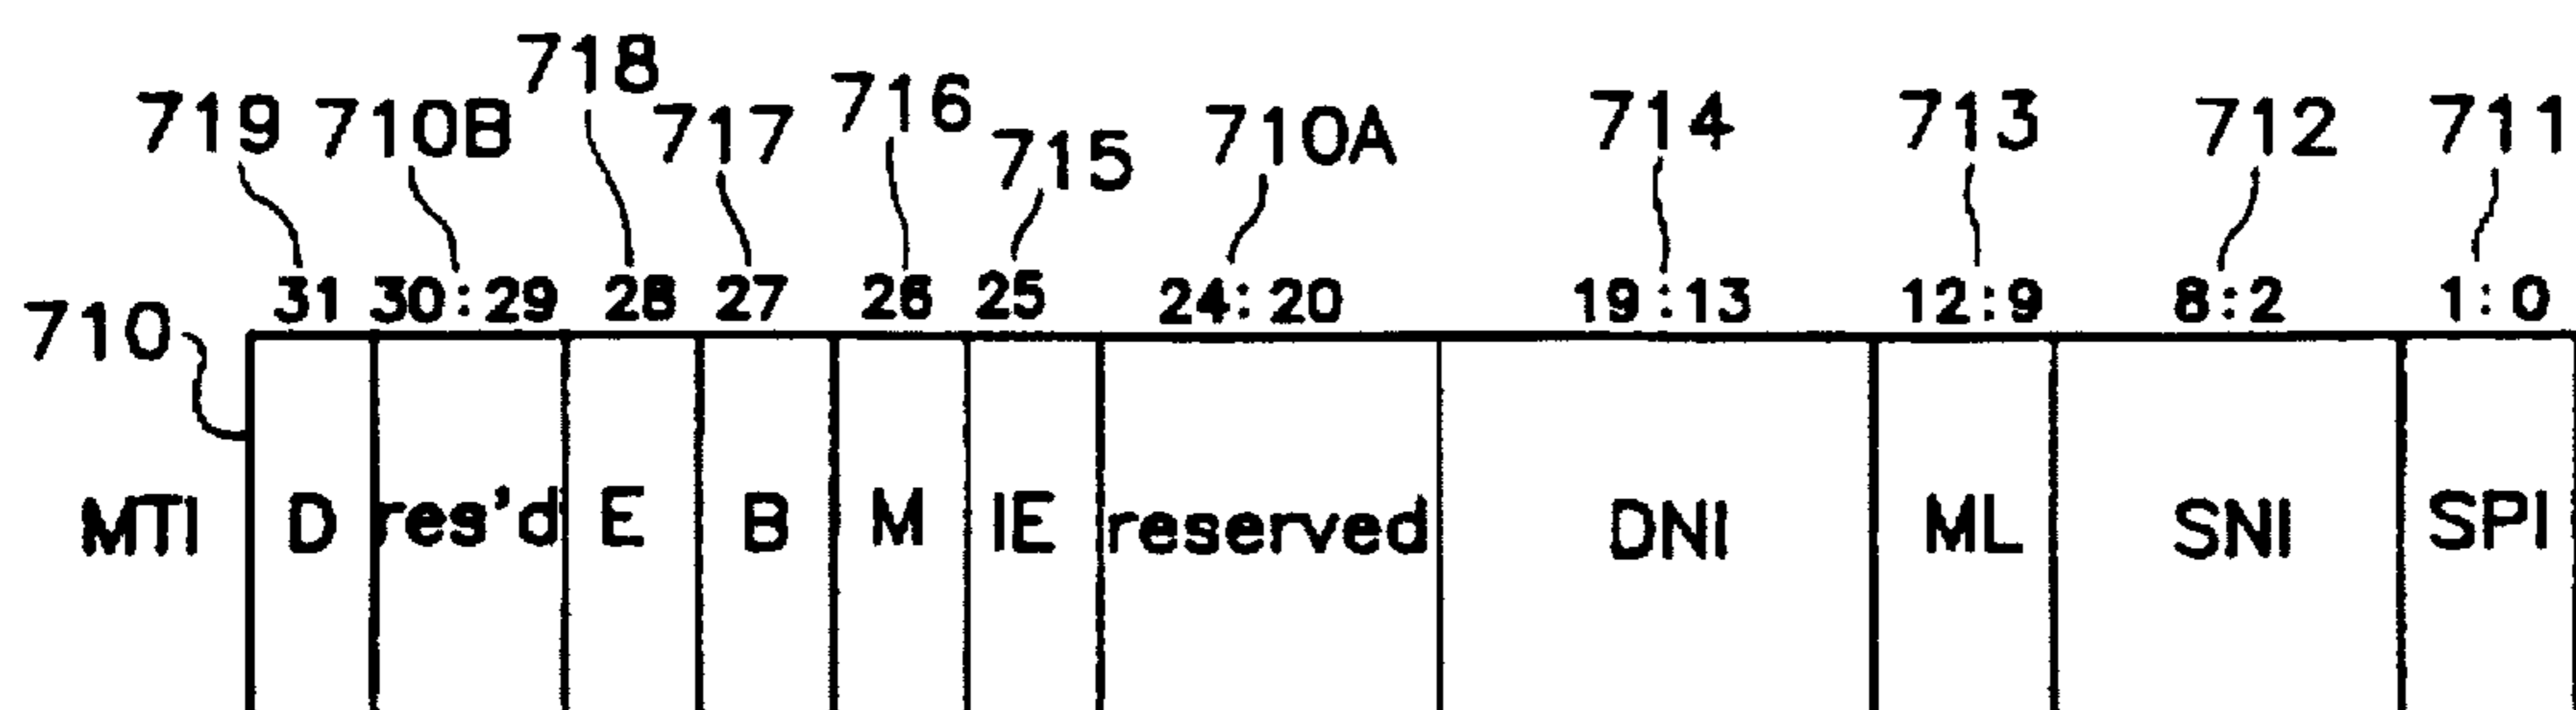 719 710B 718 717 716 715 710A 714 713 712 711
710 31 30:29 28 27 26 25 24:20 19:13 12:9 8:2 1:0
MTI D res'd E B M IE reserved DNI ML SNI SPI